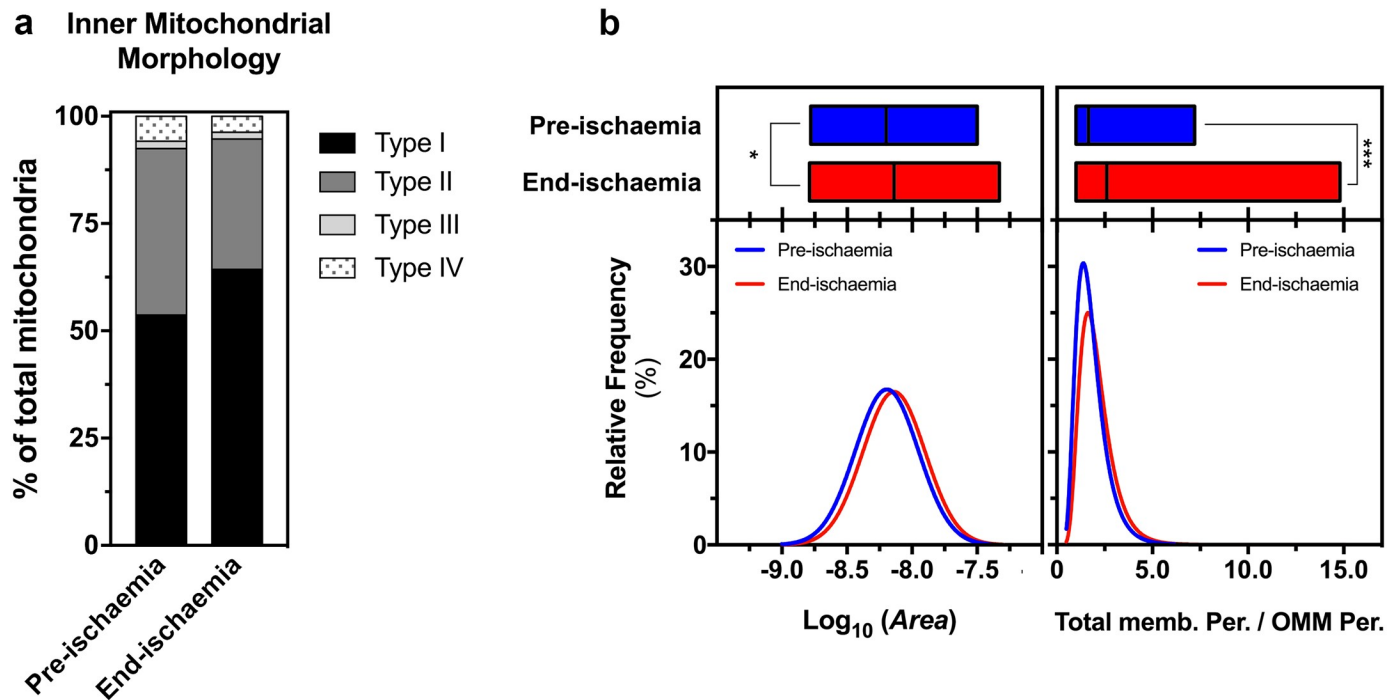 a
Inner Mitochondrial
Morphology
% of total mitochondria
100
75
50
25
0
Pre-ischaemia
End-ischaemia
Type I
Type II
Type III
Type IV
b
Pre-ischaemia
End-ischaemia
*
***
Relative Frequency
(%)
30
20
10
0
Pre-ischaemia
End-ischaemia
-9.0 -8.5 -8.0 -7.5
Log10 (Area)
Pre-ischaemia
End-ischaemia
0 5.0 10.0 15.0
Total memb. Per. / OMM Per.